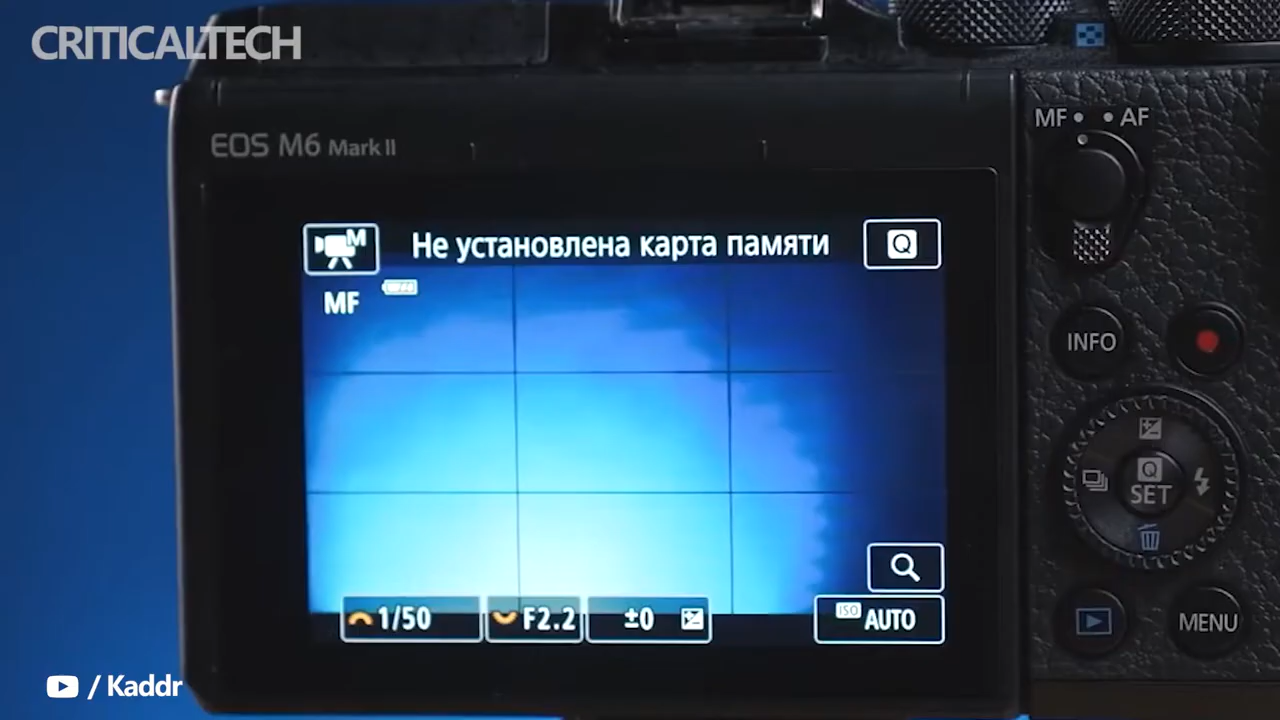 CRITICALTECH
EOS M6 Mark II
MF AF
M Не установлена карта памяти Q
MF
INFO
Q
SET
1/50 F2.2 ±0 ISO AUTO
MENU
/ Kaddr